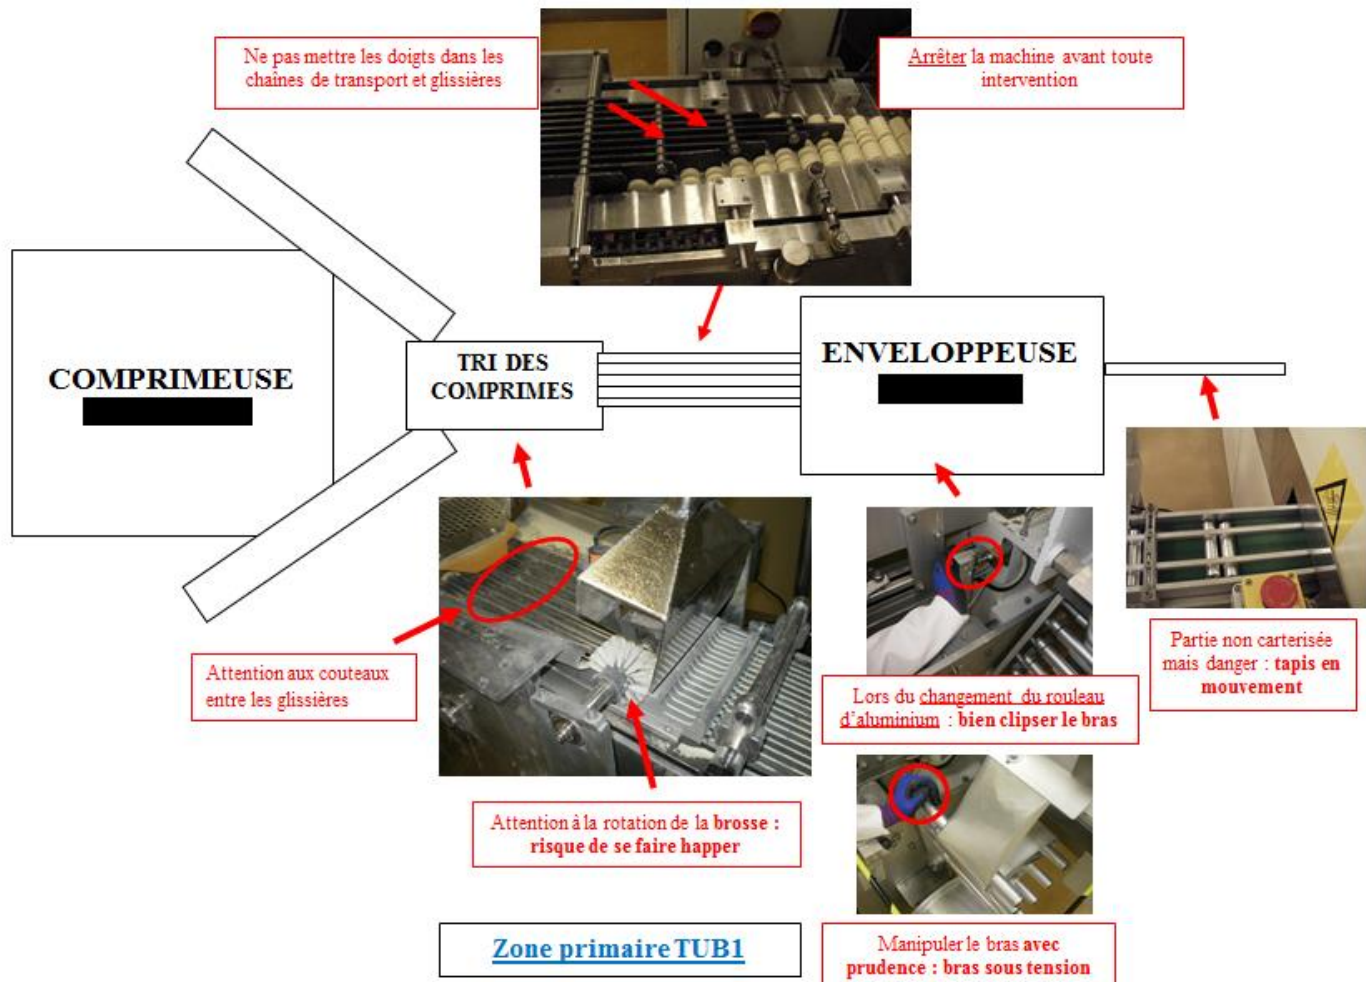 Ne pas mettre les doigts dans les
chaînes de transport et glissières
Arrêter la machine avant toute
intervention
COMPRIMEUSE
TRI DES
COMPRIMES
ENVELOPPEUSE
Attention aux couteaux
entre les glissières
Attention à la rotation de la brosse :
risque de se faire happer
Lors du changement du rouleau
d'aluminium : bien clipser le bras
Partie non carterisée
mais danger : tapis en
mouvement
Manipuler le bras avec
prudence : bras sous tension
Zone primaire TUB1